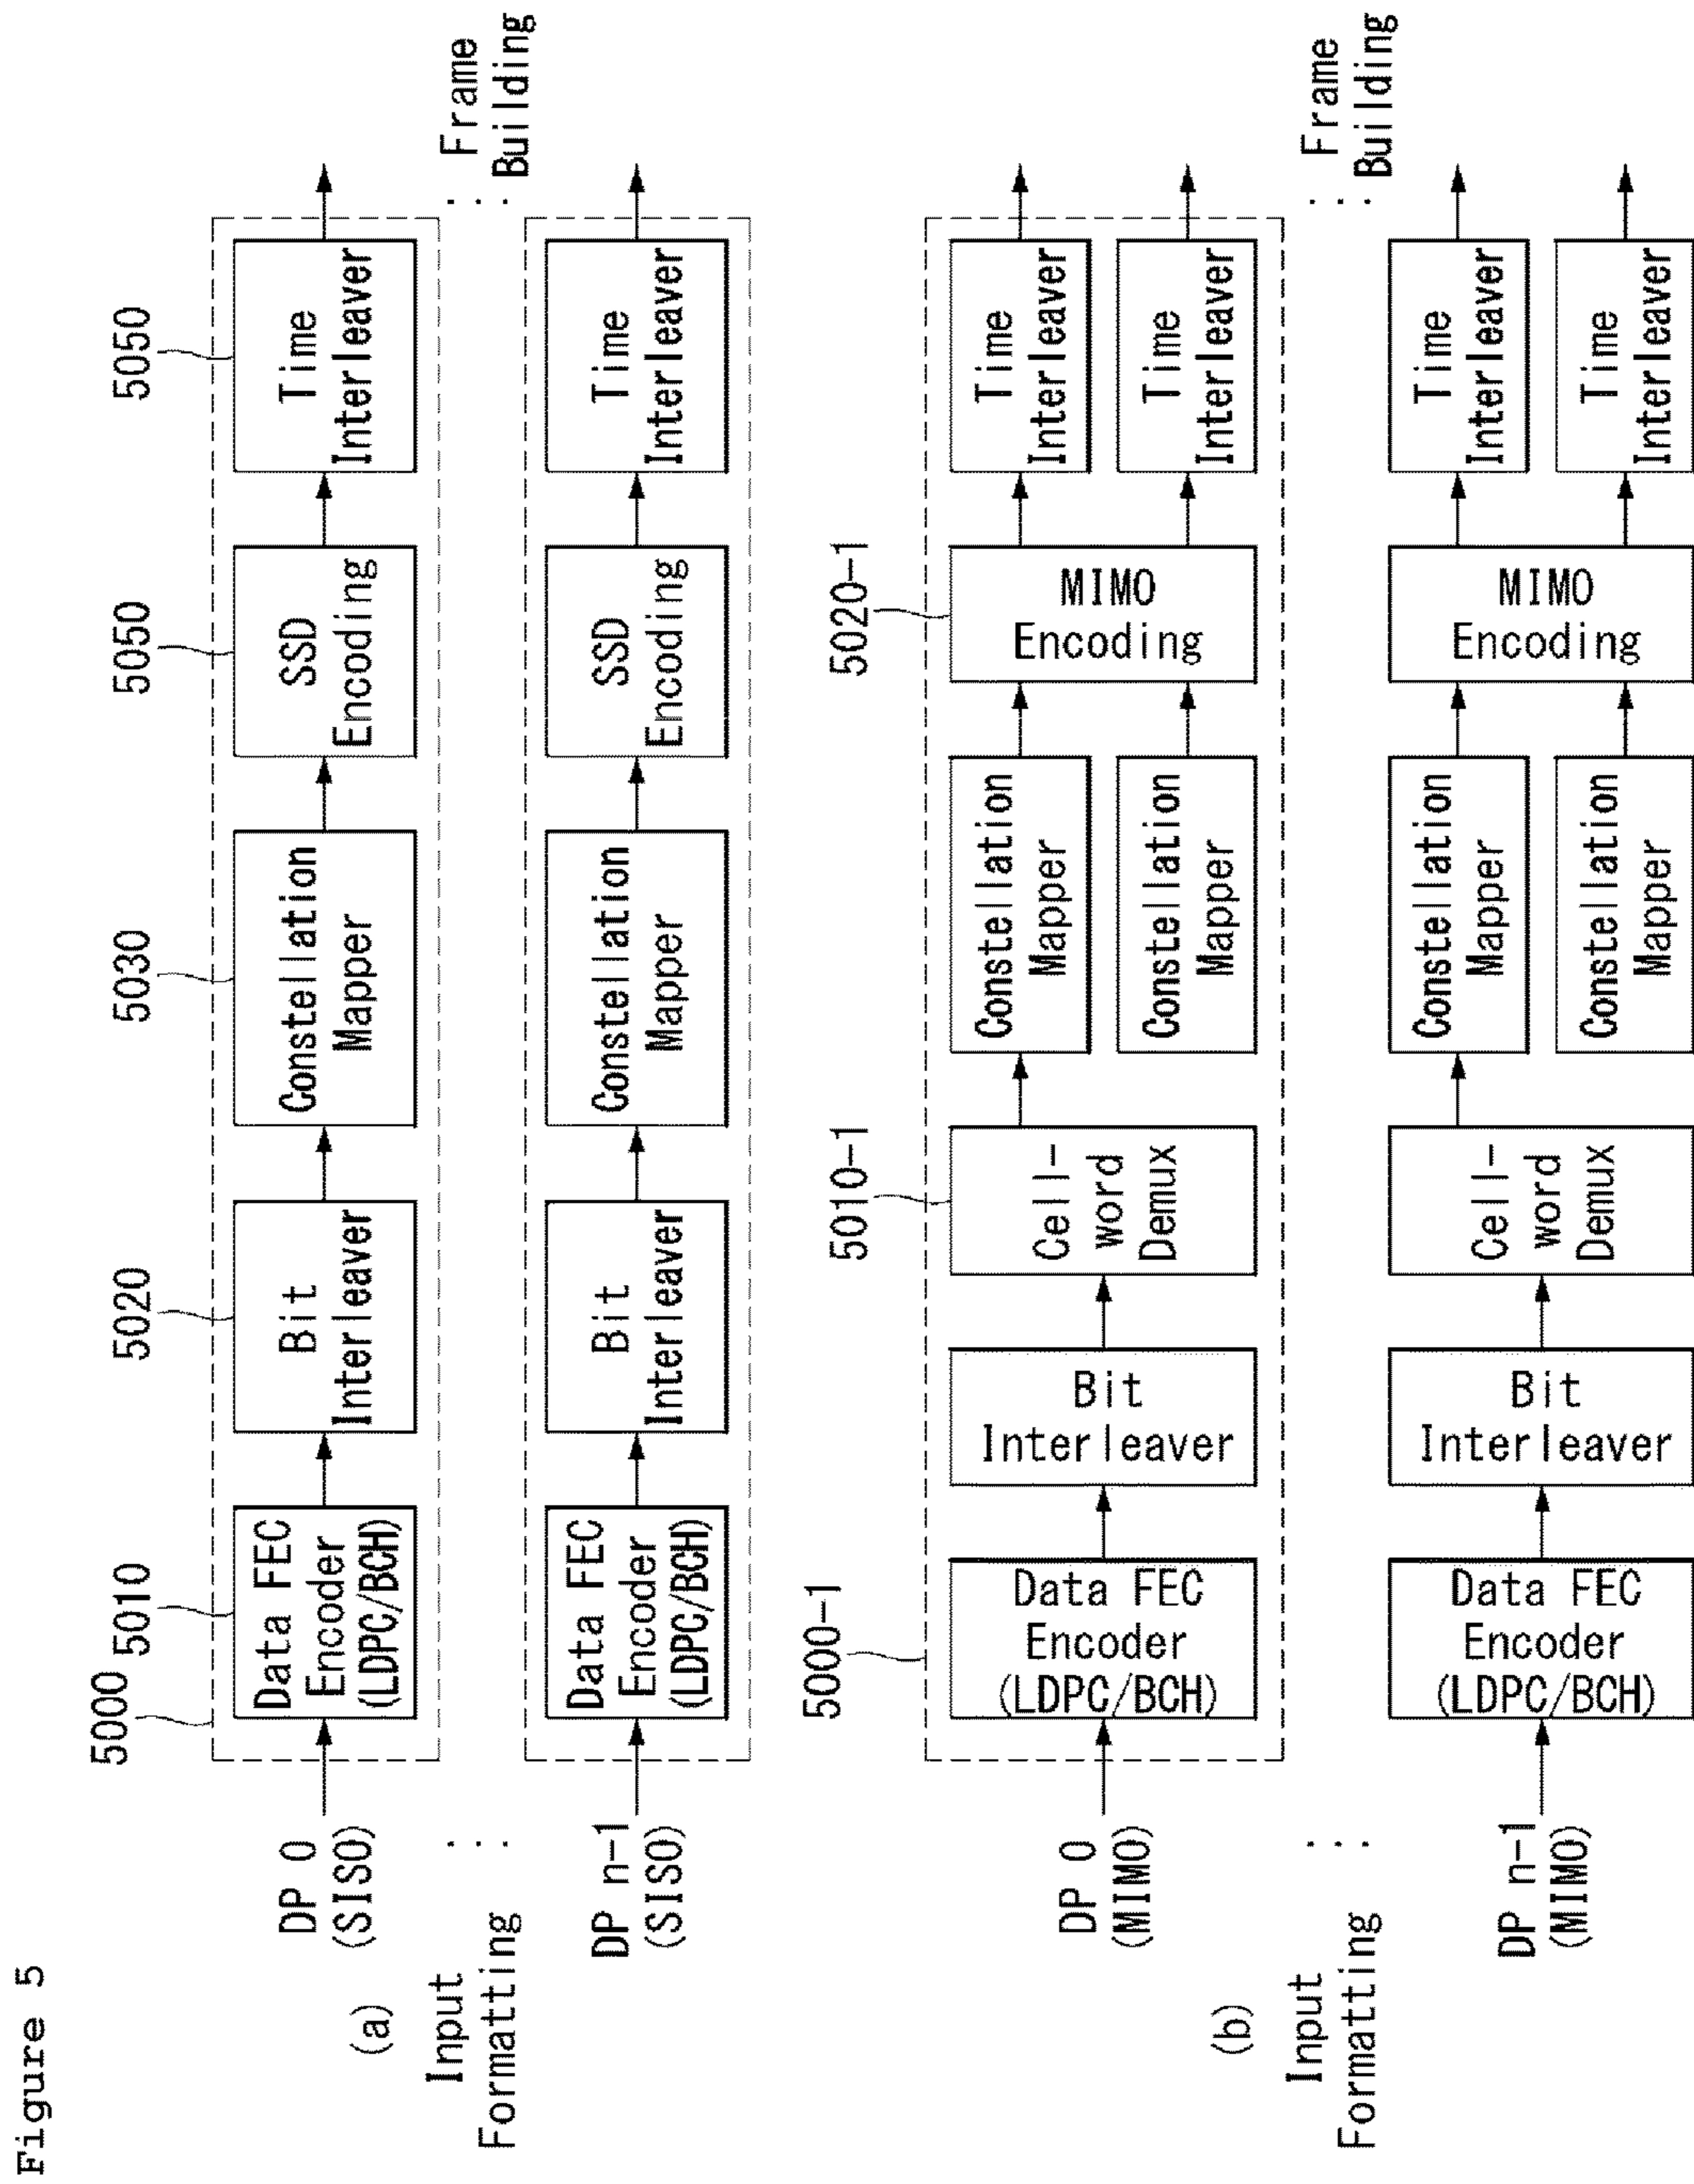 Figure 5
(a)
5000
5010
5020
5030
5050
5050
DP 0
(SISO)
Data FEC
Encoder
(LDPC/BCH)
Bit
Interleaver
Constellation
Mapper
SSD
Encoding
Time
Interleaver
Input
Formatting
Frame
Building
DP n-1
(SISO)
Data FEC
Encoder
(LDPC/BCH)
Bit
Interleaver
Constellation
Mapper
SSD
Encoding
Time
Interleaver
(b)
5000-1
5010-1
5020-1
DP 0
(MIMO)
Data FEC
Encoder
(LDPC/BCH)
Bit
Interleaver
Cell-
word
Demux
Constellation
Mapper
Constellation
Mapper
MIMO
Encoding
Time
Interleaver
Time
Interleaver
Input
Formatting
Frame
Building
DP n-1
(MIMO)
Data FEC
Encoder
(LDPC/BCH)
Bit
Interleaver
Cell-
word
Demux
Constellation
Mapper
Constellation
Mapper
MIMO
Encoding
Time
Interleaver
Time
Interleaver